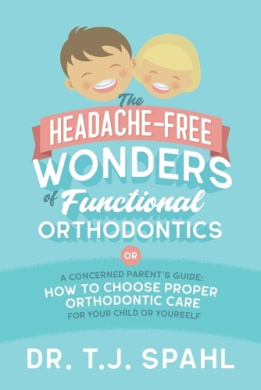 The
HEADACHE-FREE
WONDERS
of Functional
ORTHODONTICS
OR
A CONCERNED PARENT'S GUIDE:
HOW TO CHOOSE PROPER
ORTHODONTIC CARE
FOR YOUR CHILD OR YOURSELF
DR. T.J. SPAHL